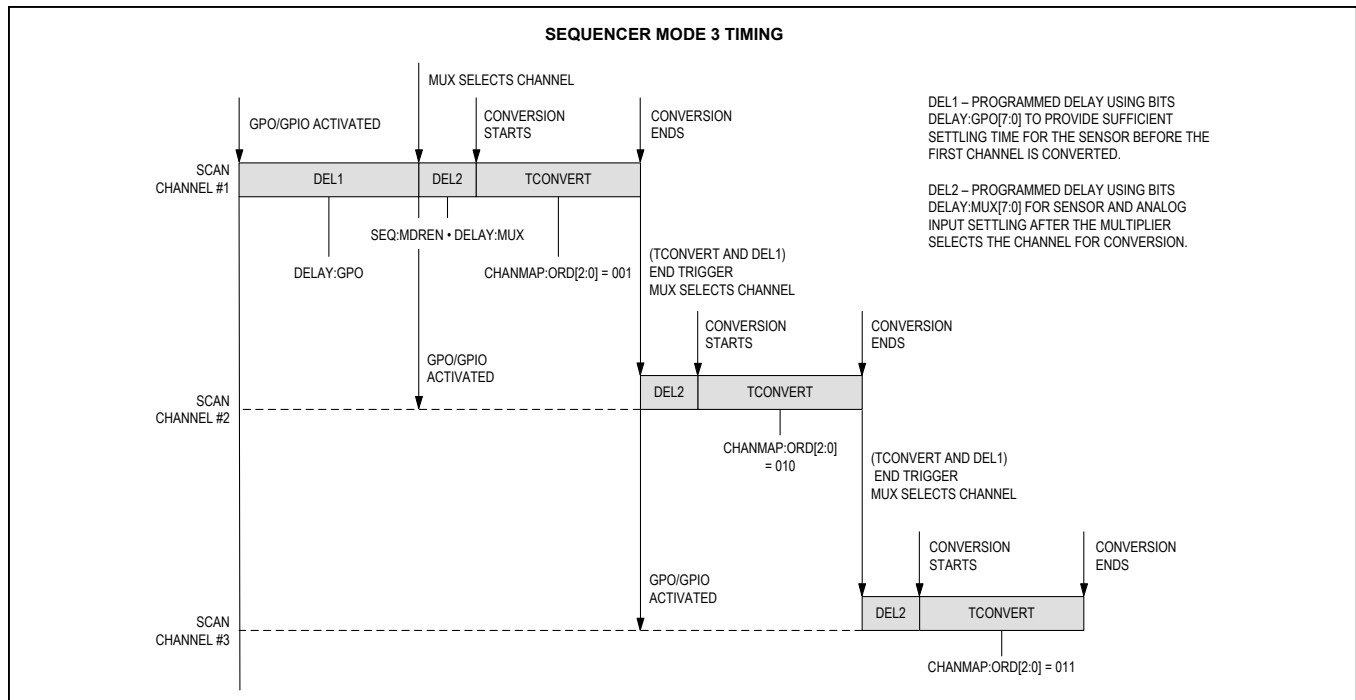 SEQUENCER MODE 3 TIMING
MUX SELECTS CHANNEL
GPO/GPIO ACTIVATED
CONVERSION
STARTS
CONVERSION
ENDS
DEL1 – PROGRAMMED DELAY USING BITS
DELAY:GPO[7:0] TO PROVIDE SUFFICIENT
SETTLING TIME FOR THE SENSOR BEFORE THE
FIRST CHANNEL IS CONVERTED.
DEL2 – PROGRAMMED DELAY USING BITS
DELAY:MUX[7:0] FOR SENSOR AND ANALOG
INPUT SETTLING AFTER THE MULTIPLIER
SELECTS THE CHANNEL FOR CONVERSION.
SCAN
CHANNEL #1
DEL1
DEL2
TCONVERT
SEQ:MDREN • DELAY:MUX
DELAY:GPO
CHANMAP:ORD[2:0] = 001
(TCONVERT AND DEL1)
END TRIGGER
MUX SELECTS CHANNEL
CONVERSION
STARTS
CONVERSION
ENDS
GPO/GPIO
ACTIVATED
SCAN
CHANNEL #2
DEL2
TCONVERT
CHANMAP:ORD[2:0]
= 010
(TCONVERT AND DEL1)
END TRIGGER
MUX SELECTS CHANNEL
CONVERSION
STARTS
CONVERSION
ENDS
GPO/GPIO
ACTIVATED
SCAN
CHANNEL #3
DEL2
TCONVERT
CHANMAP:ORD[2:0] = 011